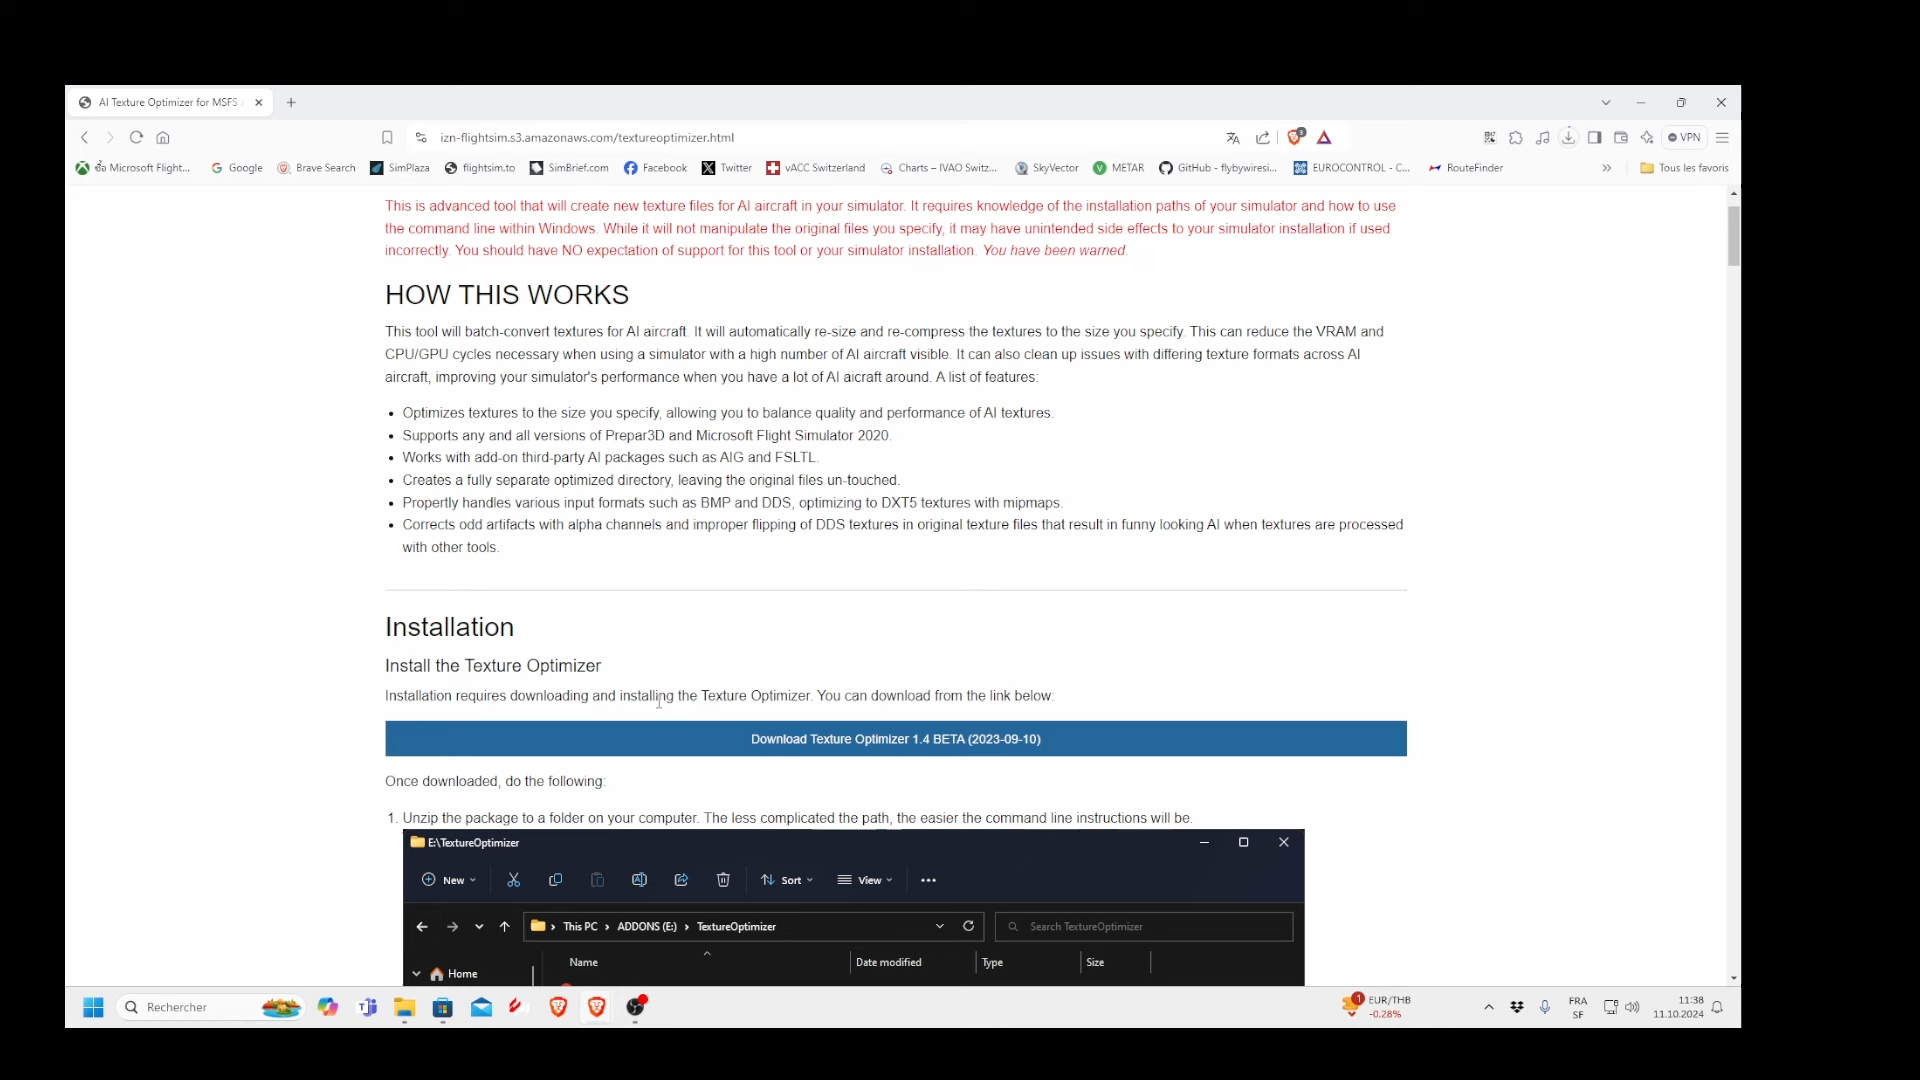 AI Texture Optimizer for MSFS
izn-flightsim.s3.amazonaws.com/textureoptimizer.html
3
VPN
ซื้อ Microsoft Flight...
Google
Brave Search
SimPlaza
flightsim.to
SimBrief.com
Facebook
Twitter
vACC Switzerland
Charts – IVAO Switz...
SkyVector
METAR
GitHub - flybywiresi...
EUROCONTROL - C...
RouteFinder
Tous les favoris
This is advanced tool that will create new texture files for AI aircraft in your simulator. It requires knowledge of the installation paths of your simulator and how to use
the command line within Windows. While it will not manipulate the original files you specify, it may have unintended side effects to your simulator installation if used
incorrectly. You should have NO expectation of support for this tool or your simulator installation. You have been warned.
HOW THIS WORKS
This tool will batch-convert textures for AI aircraft. It will automatically re-size and re-compress the textures to the size you specify. This can reduce the VRAM and
CPU/GPU cycles necessary when using a simulator with a high number of AI aircraft visible. It can also clean up issues with differing texture formats across AI
aircraft, improving your simulator's performance when you have a lot of AI aicraft around. A list of features:
• Optimizes textures to the size you specify, allowing you to balance quality and performance of AI textures.
• Supports any and all versions of Prepar3D and Microsoft Flight Simulator 2020.
• Works with add-on third-party AI packages such as AIG and FSLTL.
• Creates a fully separate optimized directory, leaving the original files un-touched.
• Propertly handles various input formats such as BMP and DDS, optimizing to DXT5 textures with mipmaps.
• Corrects odd artifacts with alpha channels and improper flipping of DDS textures in original texture files that result in funny looking AI when textures are processed
with other tools.
Installation
Install the Texture Optimizer
Installation requires downloading and installing the Texture Optimizer. You can download from the link below:
Download Texture Optimizer 1.4 BETA (2023-09-10)
Once downloaded, do the following:
1. Unzip the package to a folder on your computer. The less complicated the path, the easier the command line instructions will be.
E:\TextureOptimizer
New
Sort
View
This PC > ADDONS (E:) > TextureOptimizer
Search TextureOptimizer
Name
Date modified
Type
Size
Home
Rechercher
1
EUR/THB
-0.28%
FRA
SF
11:38
11.10.2024